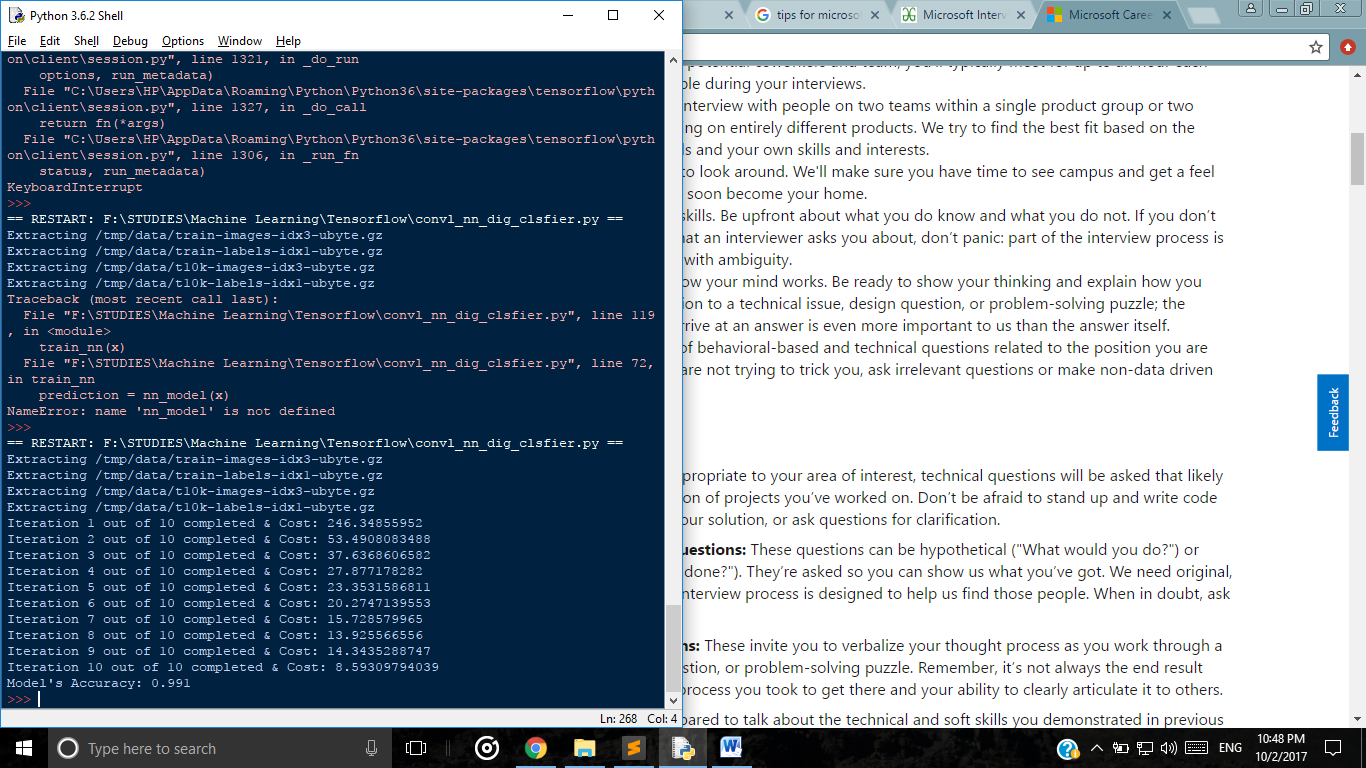 Python 3.6.2 Shell
File Edit Shell Debug Options Window Help
on\client\session.py", line 1321, in _do_run
options, run_metadata)
File "C:\Users\HP\AppData\Roaming\Python\Python36\site-packages\tensorflow\pyth
on\client\session.py", line 1327, in _do_call
return fn(*args)
File "C:\Users\HP\AppData\Roaming\Python\Python36\site-packages\tensorflow\pyth
on\client\session.py", line 1306, in _run_fn
status, run_metadata)
KeyboardInterrupt
>>>
== RESTART: F:\STUDIES\Machine Learning\Tensorflow\convl_nn_dig_clsfier.py ==
Extracting /tmp/data/train-images-idx3-ubyte.gz
Extracting /tmp/data/train-labels-idx1-ubyte.gz
Extracting /tmp/data/t10k-images-idx3-ubyte.gz
Extracting /tmp/data/t10k-labels-idx1-ubyte.gz
Traceback (most recent call last):
File "F:\STUDIES\Machine Learning\Tensorflow\convl_nn_dig_clsfier.py", line 119
, in <module>
train_nn(x)
File "F:\STUDIES\Machine Learning\Tensorflow\convl_nn_dig_clsfier.py", line 72,
in train_nn
prediction = nn_model(x)
NameError: name 'nn_model' is not defined
>>>
== RESTART: F:\STUDIES\Machine Learning\Tensorflow\convl_nn_dig_clsfier.py ==
Extracting /tmp/data/train-images-idx3-ubyte.gz
Extracting /tmp/data/train-labels-idx1-ubyte.gz
Extracting /tmp/data/t10k-images-idx3-ubyte.gz
Extracting /tmp/data/t10k-labels-idx1-ubyte.gz
Iteration 1 out of 10 completed & Cost: 246.34855952
Iteration 2 out of 10 completed & Cost: 53.4908083488
Iteration 3 out of 10 completed & Cost: 37.6368606582
Iteration 4 out of 10 completed & Cost: 27.877178282
Iteration 5 out of 10 completed & Cost: 23.3531586811
Iteration 6 out of 10 completed & Cost: 20.2747139553
Iteration 7 out of 10 completed & Cost: 15.728579965
Iteration 8 out of 10 completed & Cost: 13.925566556
Iteration 9 out of 10 completed & Cost: 14.3435288747
Iteration 10 out of 10 completed & Cost: 8.59309794039
Model's Accuracy: 0.991
>>>
Ln: 268 Col: 4
tips for microso
Microsoft Interv
Microsoft Caree
ple during your interviews.
nterview with people on two teams within a single product group or two
ng on entirely different products. We try to find the best fit based on the
ls and your own skills and interests.
to look around. We'll make sure you have time to see campus and get a feel
soon become your home.
skills. Be upfront about what you do know and what you do not. If you don't
at an interviewer asks you about, don't panic: part of the interview process is
with ambiguity.
ow your mind works. Be ready to show your thinking and explain how you
ion to a technical issue, design question, or problem-solving puzzle; the
rrive at an answer is even more important to us than the answer itself.
of behavioral-based and technical questions related to the position you are
are not trying to trick you, ask irrelevant questions or make non-data driven
Feedback
propriate to your area of interest, technical questions will be asked that likely
ion of projects you've worked on. Don't be afraid to stand up and write code
our solution, or ask questions for clarification.
uestions: These questions can be hypothetical ("What would you do?") or
done?"). They're asked so you can show us what you've got. We need original,
nterview process is designed to help us find those people. When in doubt, ask
ns: These invite you to verbalize your thought process as you work through a
stion, or problem-solving puzzle. Remember, it's not always the end result
process you took to get there and your ability to clearly articulate it to others.
pared to talk about the technical and soft skills you demonstrated in previous
Type here to search
ENG
10:48 PM
10/2/2017